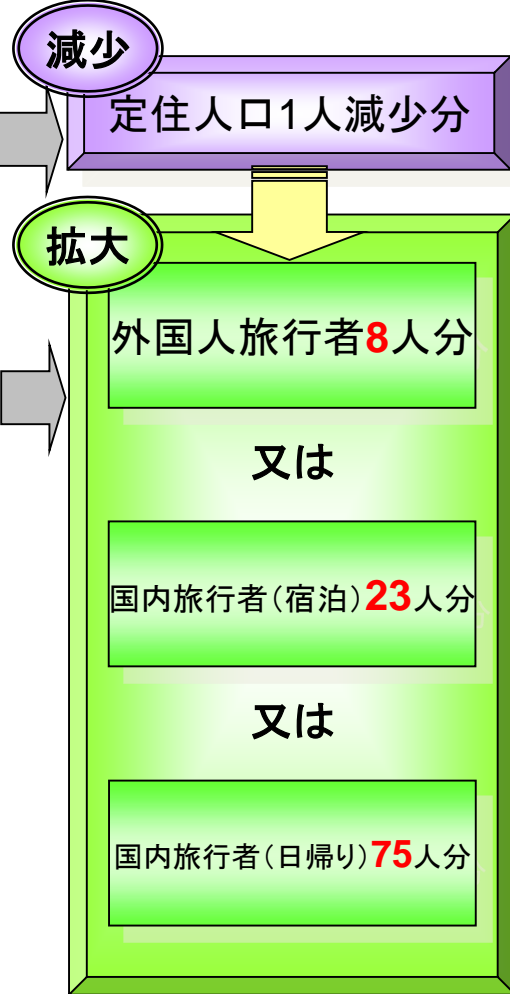 減少
定住人口1人減少分
拡大
外国人旅行者8人分
又は
国内旅行者(宿泊)23人分
又は
国内旅行者(日帰り)75人分